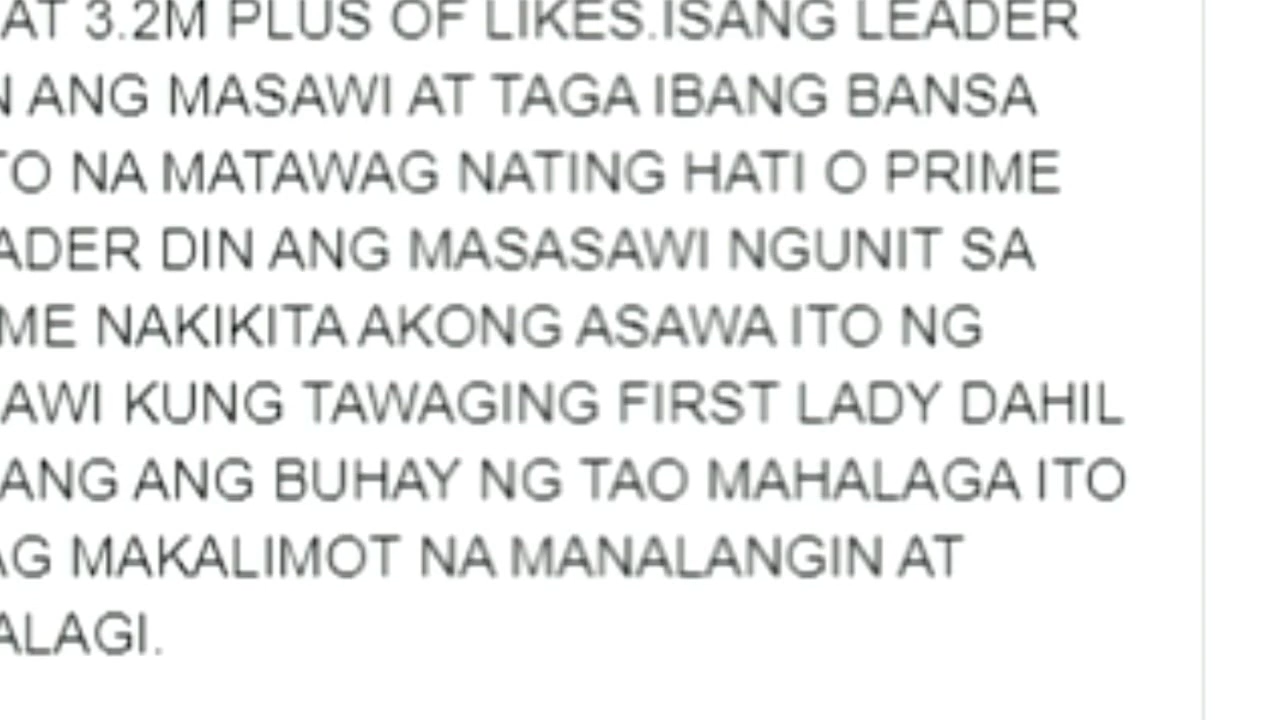 AT 3.2M PLUS OF LIKES.ISANG LEADER
N ANG MASAWI AT TAGA IBANG BANSA
TO NA MATAWAG NATING HATI O PRIME
ADER DIN ANG MASASAWI NGUNIT SA
ME NAKIKITA AKONG ASAWA ITO NG
AWI KUNG TAWAGING FIRST LADY DAHIL
ANG ANG BUHAY NG TAO MAHALAGA ITO
AG MAKALIMOT NA MANALANGIN AT
ALAGI.